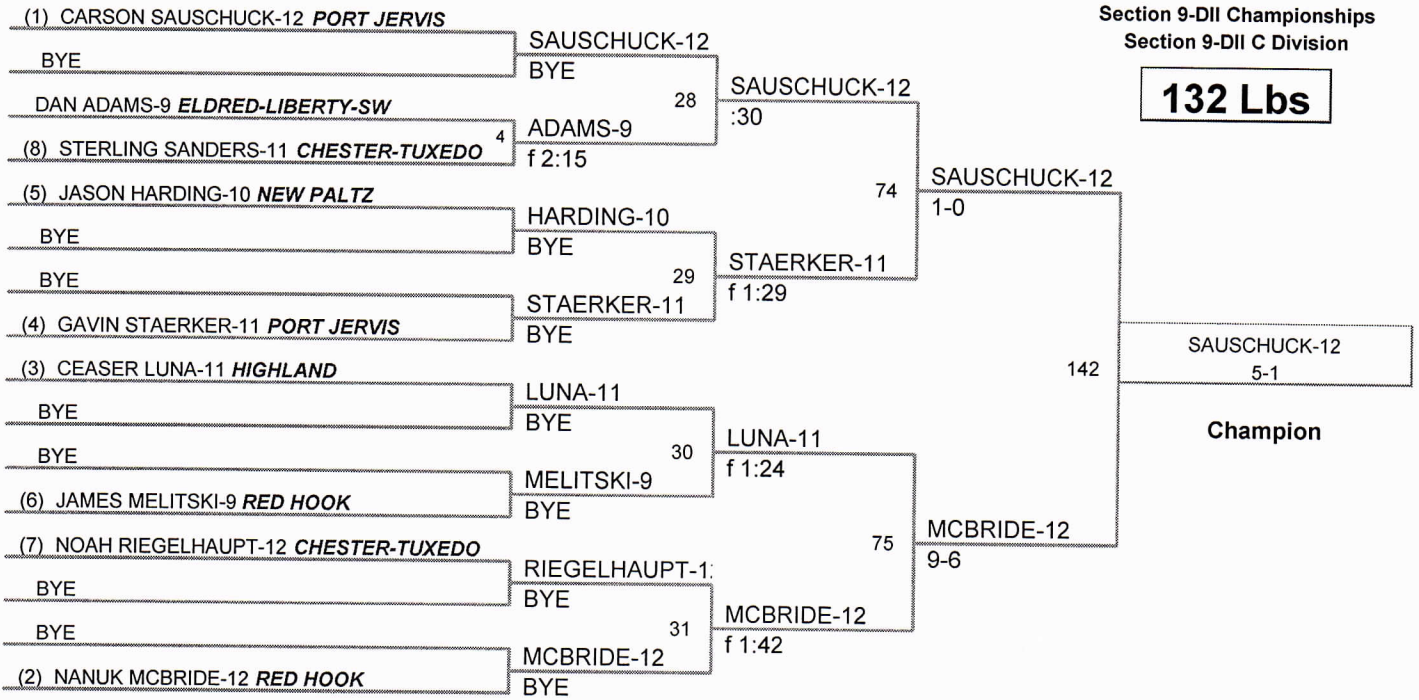 Section 9-DII Championships
Section 9-DII C Division
132 Lbs
(1) CARSON SAUSCHUCK-12 PORT JERVIS
BYE
DAN ADAMS-9 ELDRED-LIBERTY-SW
(8) STERLING SANDERS-11 CHESTER-TUXEDO
(5) JASON HARDING-10 NEW PALTZ
BYE
BYE
(4) GAVIN STAERKER-11 PORT JERVIS
(3) CEASER LUNA-11 HIGHLAND
BYE
BYE
(6) JAMES MELITSKI-9 RED HOOK
(7) NOAH RIEGELHAUPT-12 CHESTER-TUXEDO
BYE
BYE
(2) NANUK MCBRIDE-12 RED HOOK
SAUSCHUCK-12
BYE
4
ADAMS-9
f 2:15
HARDING-10
BYE
STAERKER-11
BYE
LUNA-11
BYE
MELITSKI-9
BYE
RIEGELHAUPT-1
BYE
MCBRIDE-12
BYE
28
SAUSCHUCK-12
:30
29
STAERKER-11
f 1:29
30
LUNA-11
f 1:24
31
MCBRIDE-12
f 1:42
74
SAUSCHUCK-12
1-0
75
MCBRIDE-12
9-6
142
SAUSCHUCK-12
5-1
Champion